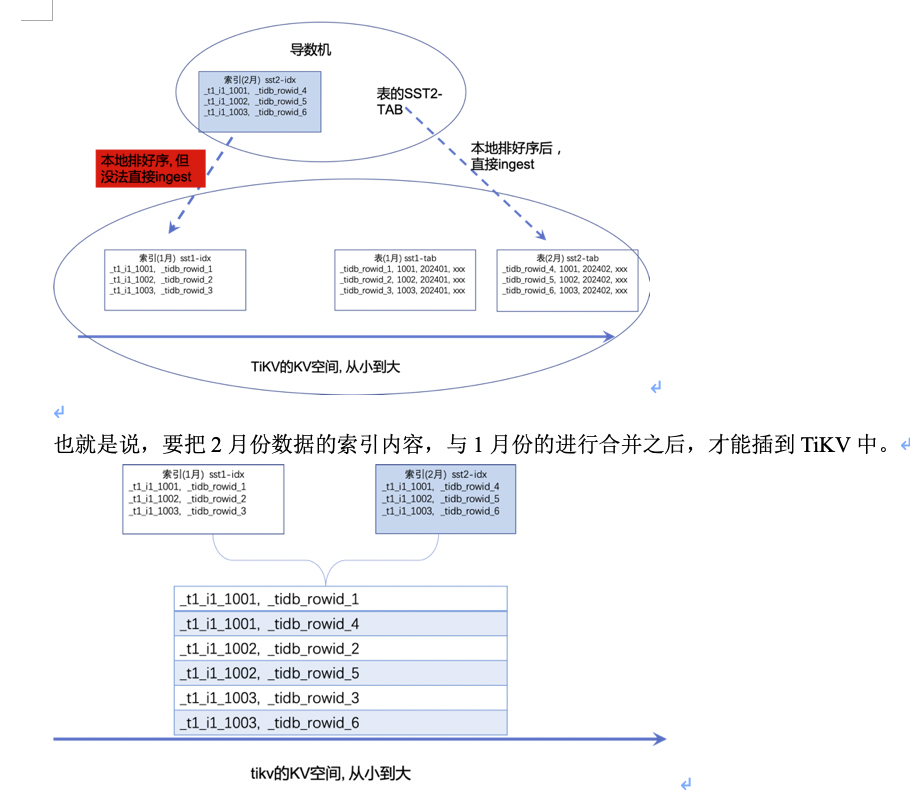 导数机
索引(2月) sst2-idx
_t1_i1_1001, _tidb_rowid_4
_t1_i1_1002, _tidb_rowid_5
_t1_i1_1003, _tidb_rowid_6
表的SST2-
TAB
本地排好序后，
直接ingest
本地排好序, 但
没法直接ingest
索引(1月) sst1-idx
_t1_i1_1001, _tidb_rowid_1
_t1_i1_1002, _tidb_rowid_2
_t1_i1_1003, _tidb_rowid_3
表(1月) sst1-tab
_tidb_rowid_1, 1001, 202401, xxx
_tidb_rowid_2, 1002, 202401, xxx
_tidb_rowid_3, 1003, 202401, xxx
表(2月) sst2-tab
_tidb_rowid_4, 1001, 202402, xxx
_tidb_rowid_5, 1002, 202402, xxx
_tidb_rowid_6, 1003, 202402, xxx
TiKV的KV空间, 从小到大
也就是说，要把 2 月份数据的索引内容，与 1 月份的进行合并之后，才能插到 TiKV 中。
索引(1月) sst1-idx
_t1_i1_1001, _tidb_rowid_1
_t1_i1_1002, _tidb_rowid_2
_t1_i1_1003, _tidb_rowid_3
索引(2月) sst2-idx
_t1_i1_1001, _tidb_rowid_4
_t1_i1_1002, _tidb_rowid_5
_t1_i1_1003, _tidb_rowid_6
_t1_i1_1001, _tidb_rowid_1
_t1_i1_1001, _tidb_rowid_4
_t1_i1_1002, _tidb_rowid_2
_t1_i1_1002, _tidb_rowid_5
_t1_i1_1003, _tidb_rowid_3
_t1_i1_1003, _tidb_rowid_6
tikv的KV空间, 从小到大